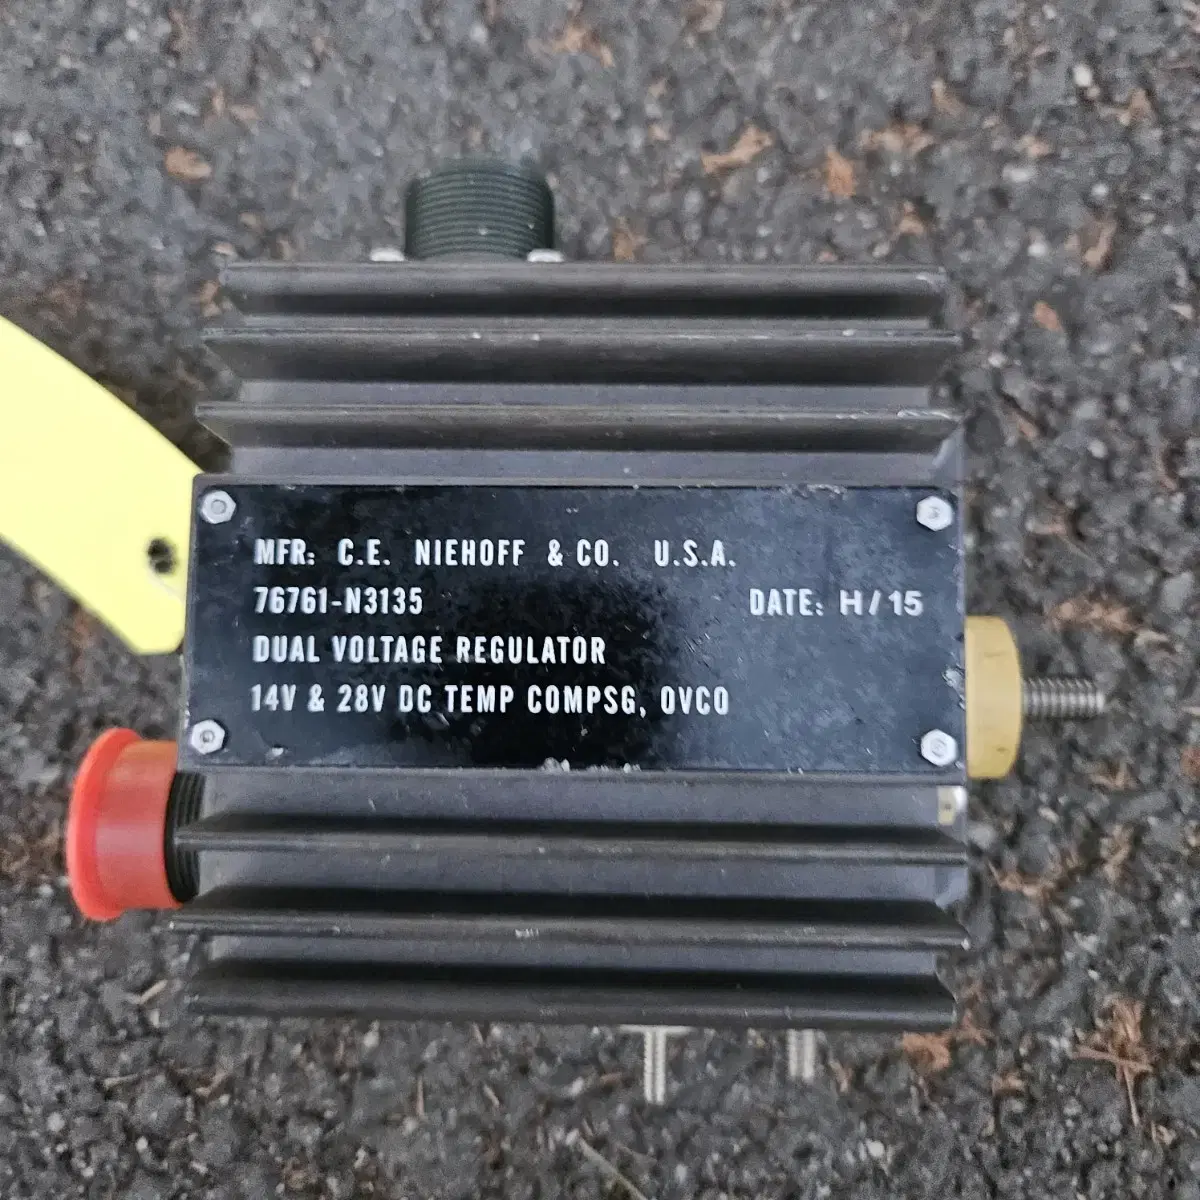 MFR: C.E. NIEHOFF & CO. U.S.A.
76761-N3135 DATE: H/15
DUAL VOLTAGE REGULATOR
14V & 28V DC TEMP COMPSG, OVCO